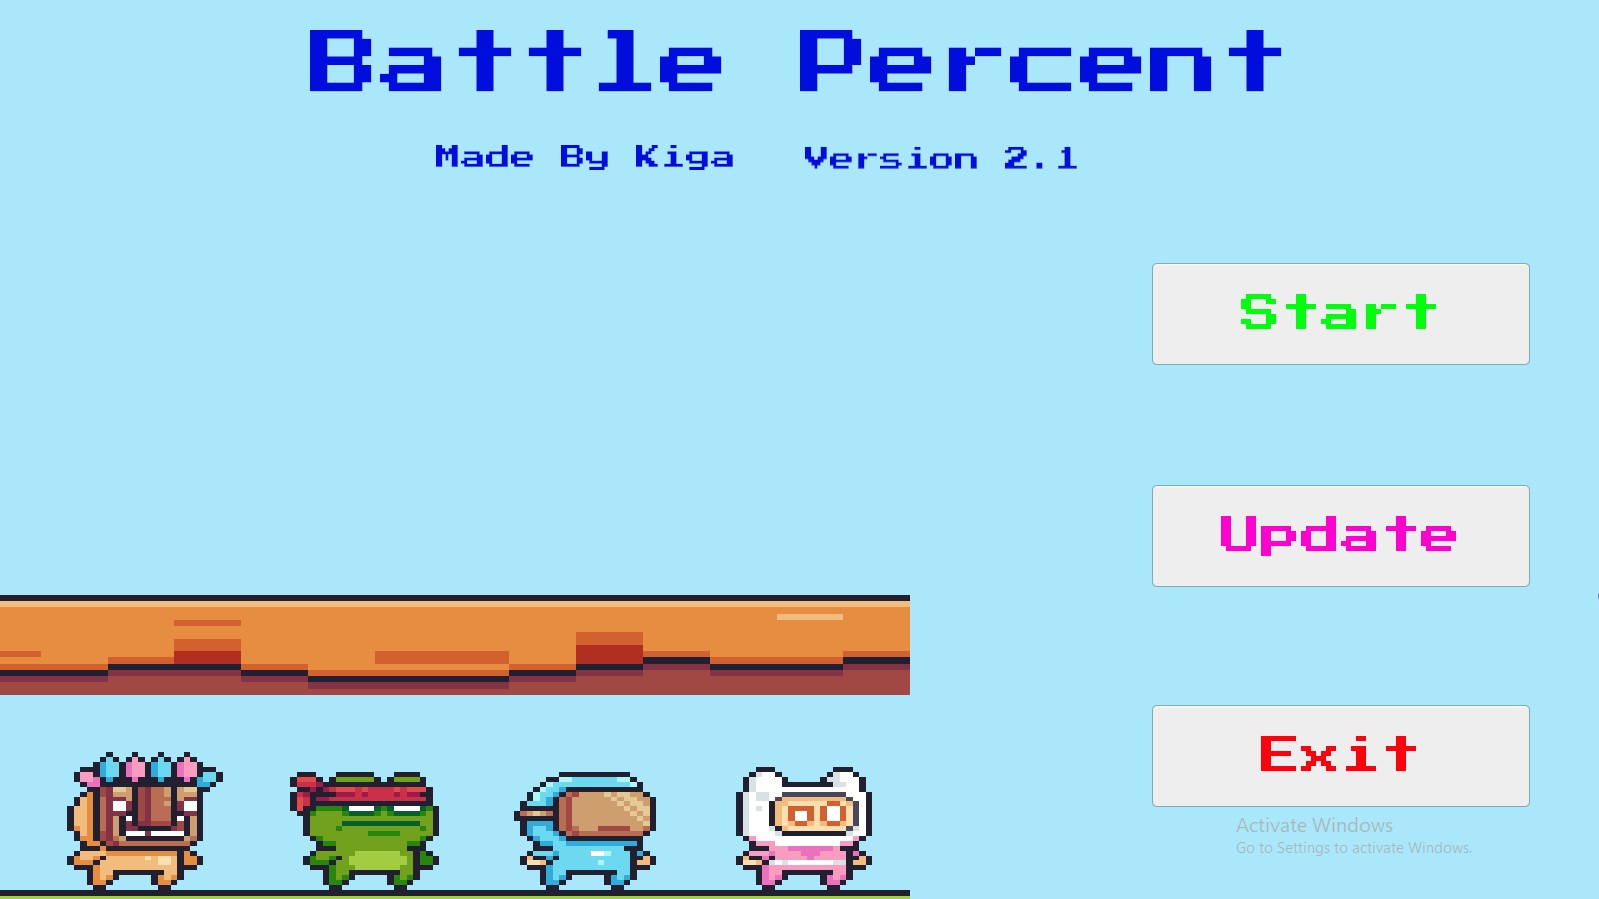 Battle Percent
Made By Kiga Version 2.1
Start
Update
Exit
Activate Windows
Go to Settings to activate Windows.